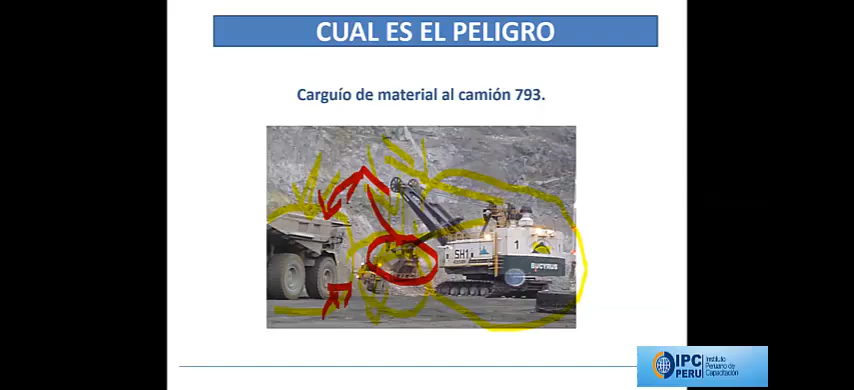 CUAL ES EL PELIGRO
Carguío de material al camión 793.
SH1
1
BUCYRUS
IPC
PERU
Instituto
Peruano de
Capacitación